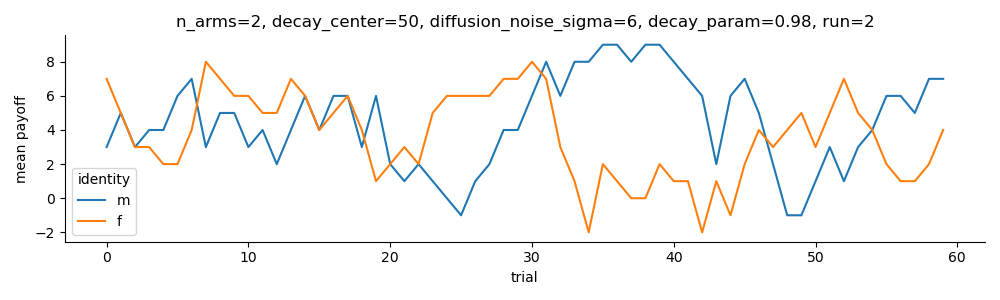 n_arms=2, decay_center=50, diffusion_noise_sigma=6, decay_param=0.98, run=2
mean payoff
8
6
4
2
0
−2
identity
m
f
0 10 20 30 40 50 60
trial